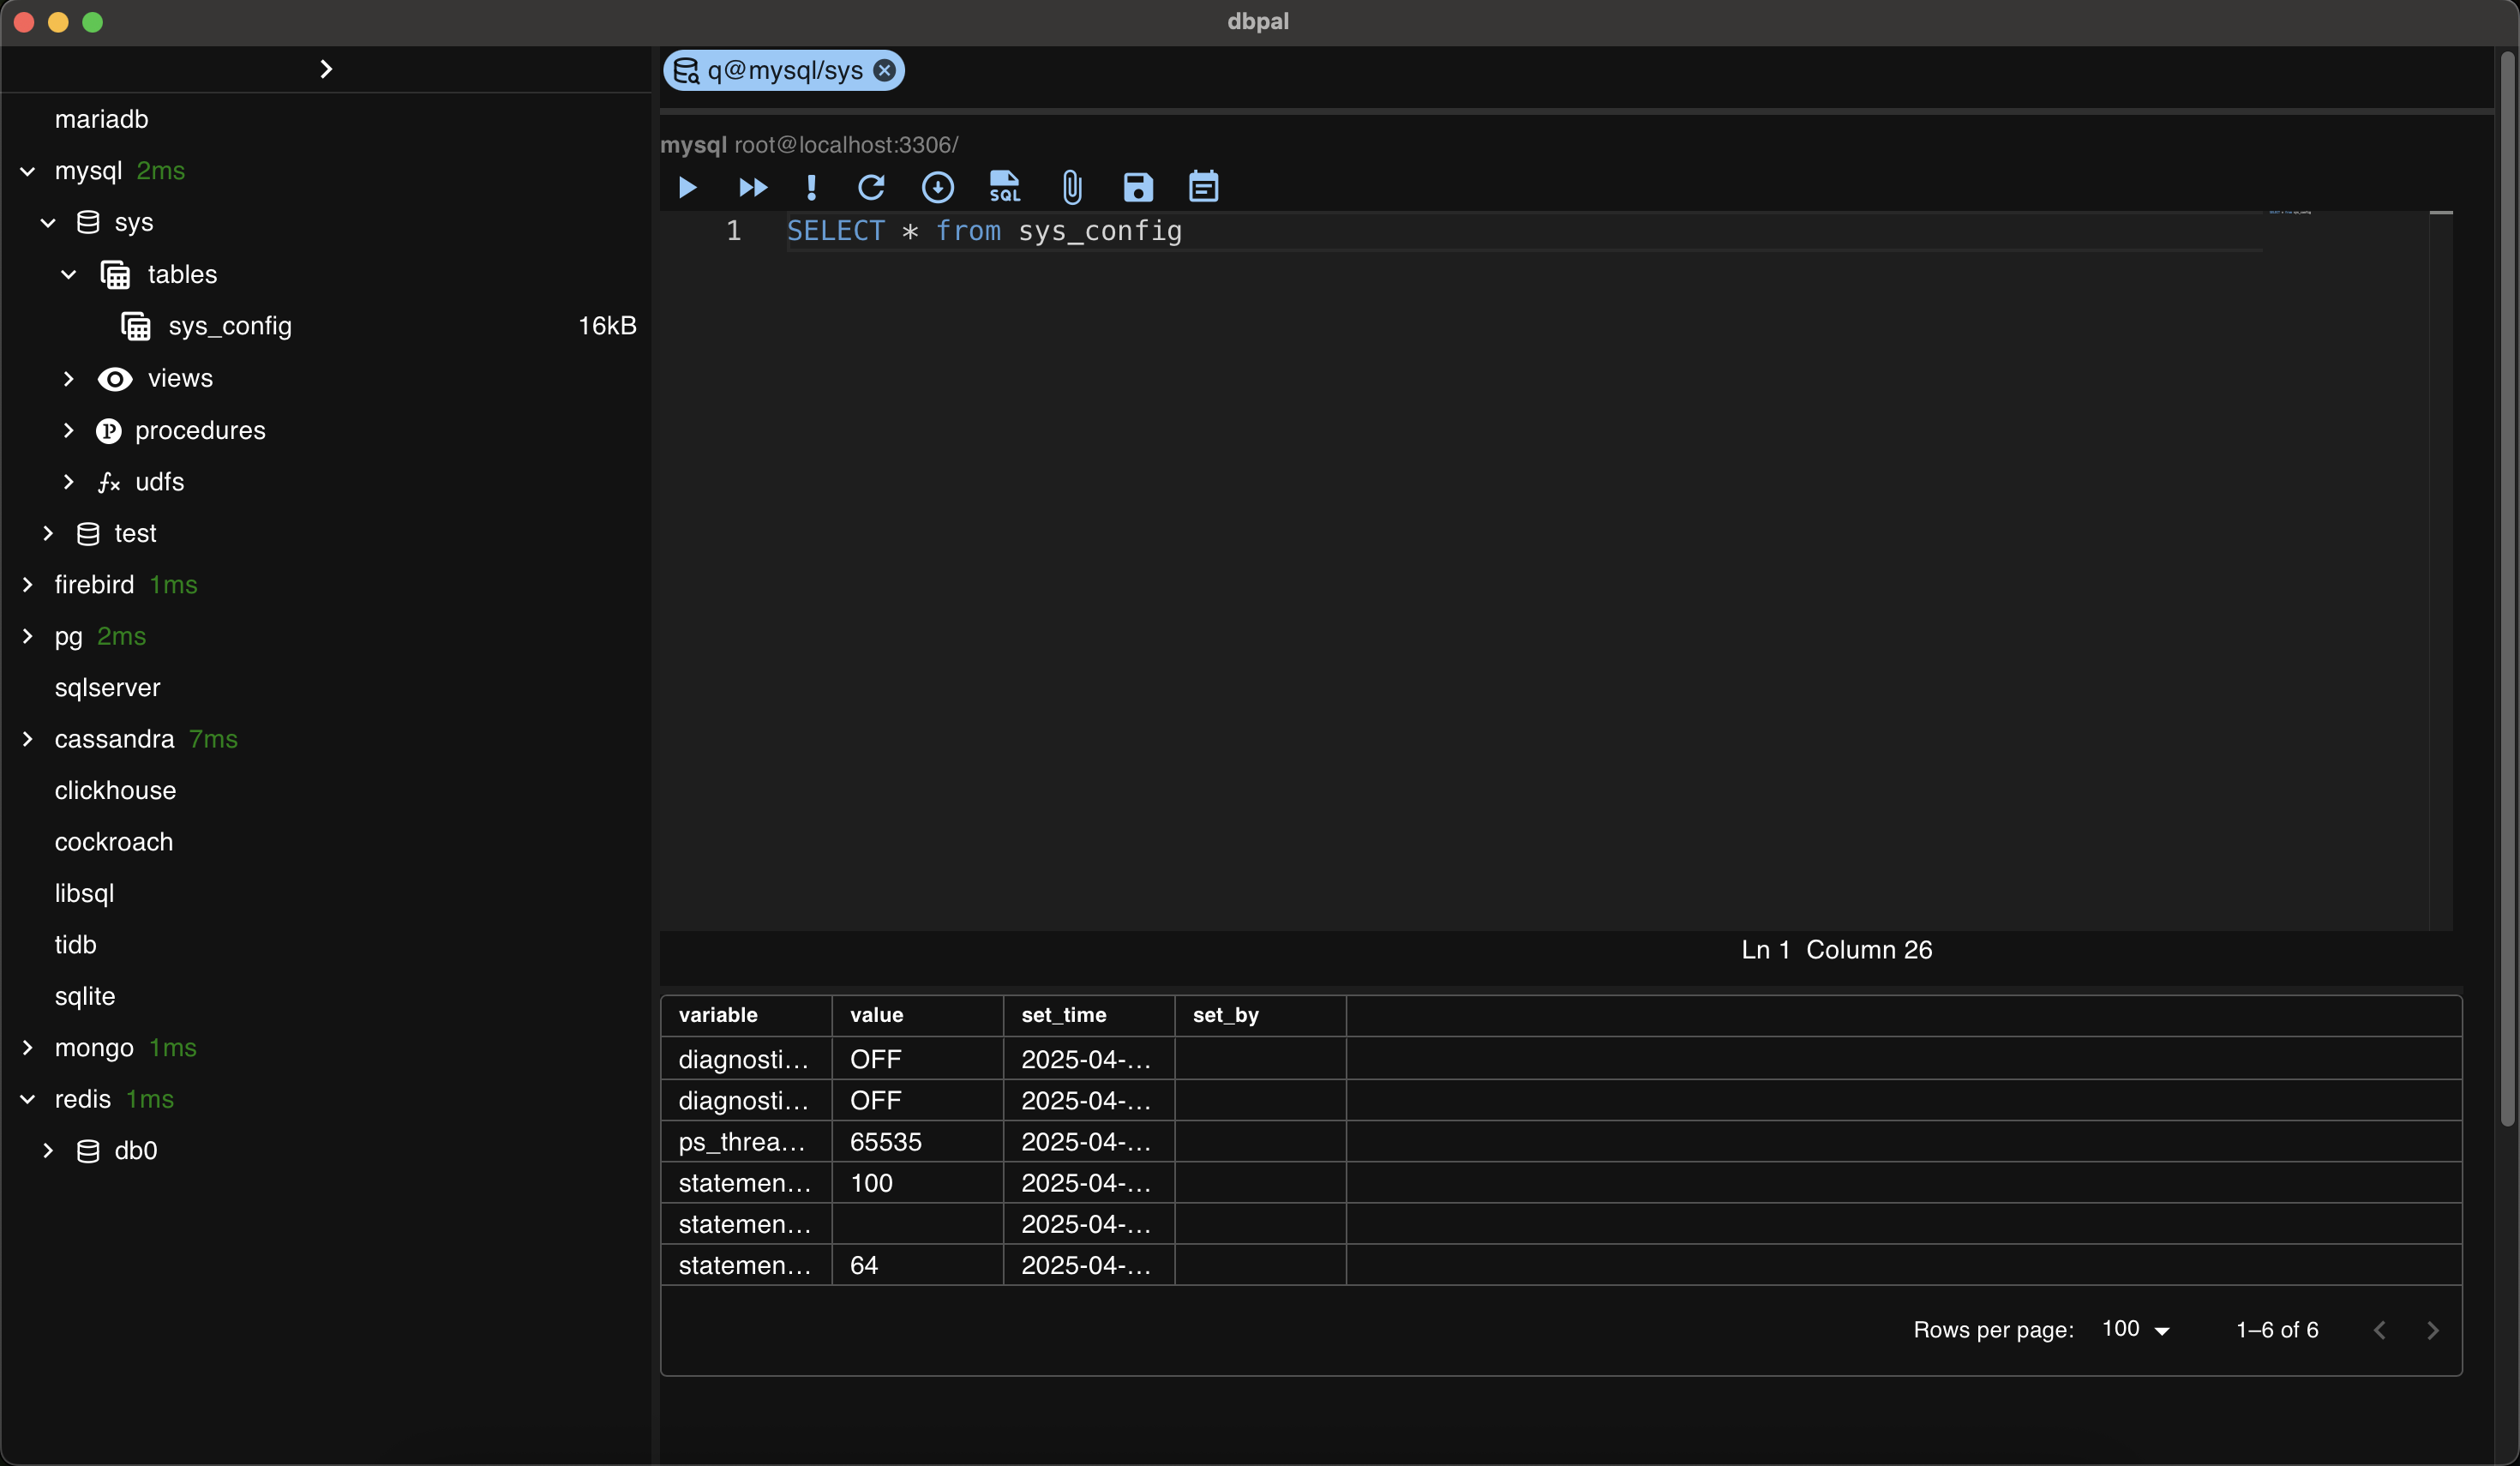 dbpal
mariadb
mysql 2ms
sys
tables
sys_config 16kB
views
procedures
udfs
test
firebird 1ms
pg 2ms
sqlserver
cassandra 7ms
clickhouse
cockroach
libsql
tidb
sqlite
mongo 1ms
redis 1ms
db0
q@mysql/sys
mysql root@localhost:3306/
SQL
1 SELECT * from sys_config
Ln 1 Column 26
variable value set_time set_by
diagnosti... OFF 2025-04-...
diagnosti... OFF 2025-04-...
ps_threa... 65535 2025-04-...
statemen... 100 2025-04-...
statemen... 2025-04-...
statemen... 64 2025-04-...
Rows per page: 100 1–6 of 6